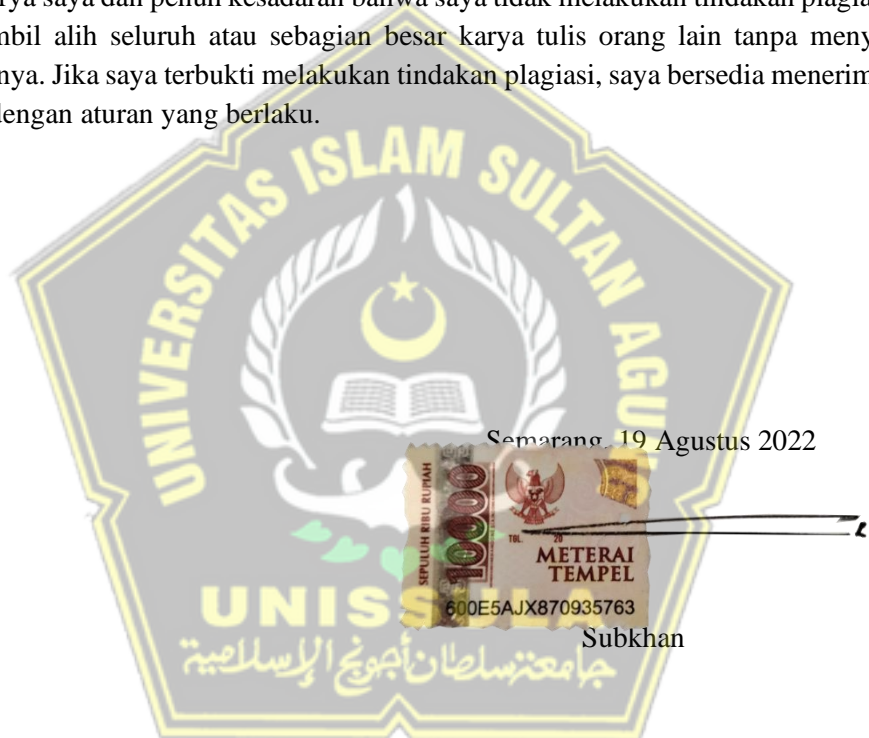 rya saya dan penuh kesadaran bahwa saya tidak melakukan tindakan plagia
mbil alih seluruh atau sebagian besar karya tulis orang lain tanpa meny
nya. Jika saya terbukti melakukan tindakan plagiasi, saya bersedia menerim
dengan aturan yang berlaku.
UNIVERSITAS ISLAM SULTAN AGUN
Semarang, 19 Agustus 2022
SEPULUH RIBU RUPIAH
10000
TGL. 20
METERAI
TEMPEL
600E5AJX870935763
UNISSULA
Subkhan
جامعة سلطان أجونج الإسلامية